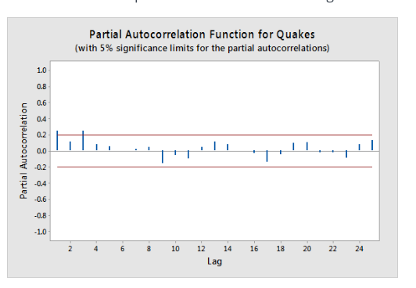 Partial Autocorrelation Function for Quakes
(with 5% significance limits for the partial autocorrelations)
Partial Autocorrelation
1.0
0.8
0.6
0.4
0.2
0.0
-0.2
-0.4
-0.6
-0.8
-1.0
2 4 6 8 10 12 14 16 18 20 22 24
Lag